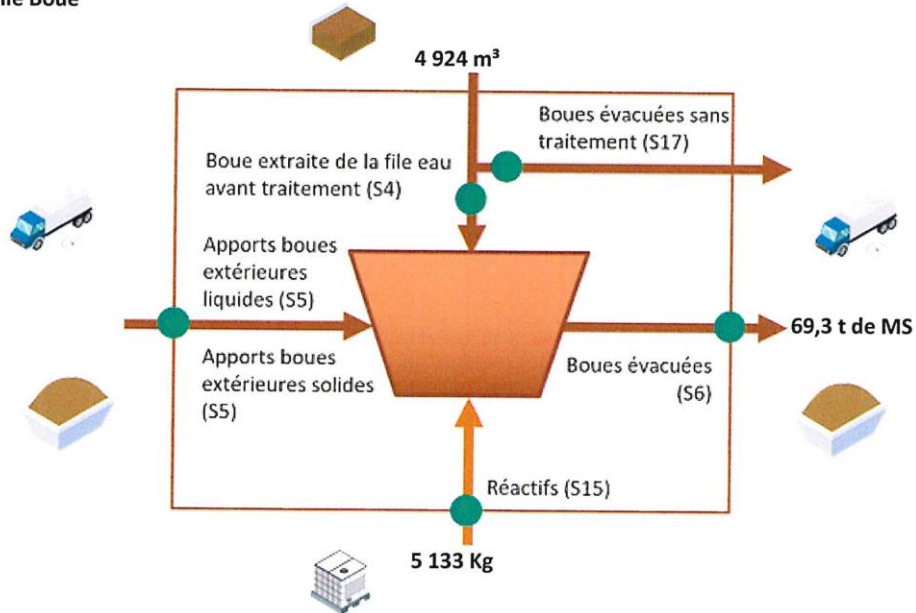 4 924 m³
Boues évacuées sans
traitement (S17)
Boue extraite de la file eau
avant traitement (S4)
Apports boues
extérieures
liquides (S5)
69,3 t de MS
Apports boues
extérieures solides
(S5)
Boues évacuées
(S6)
Réactifs (S15)
5 133 Kg